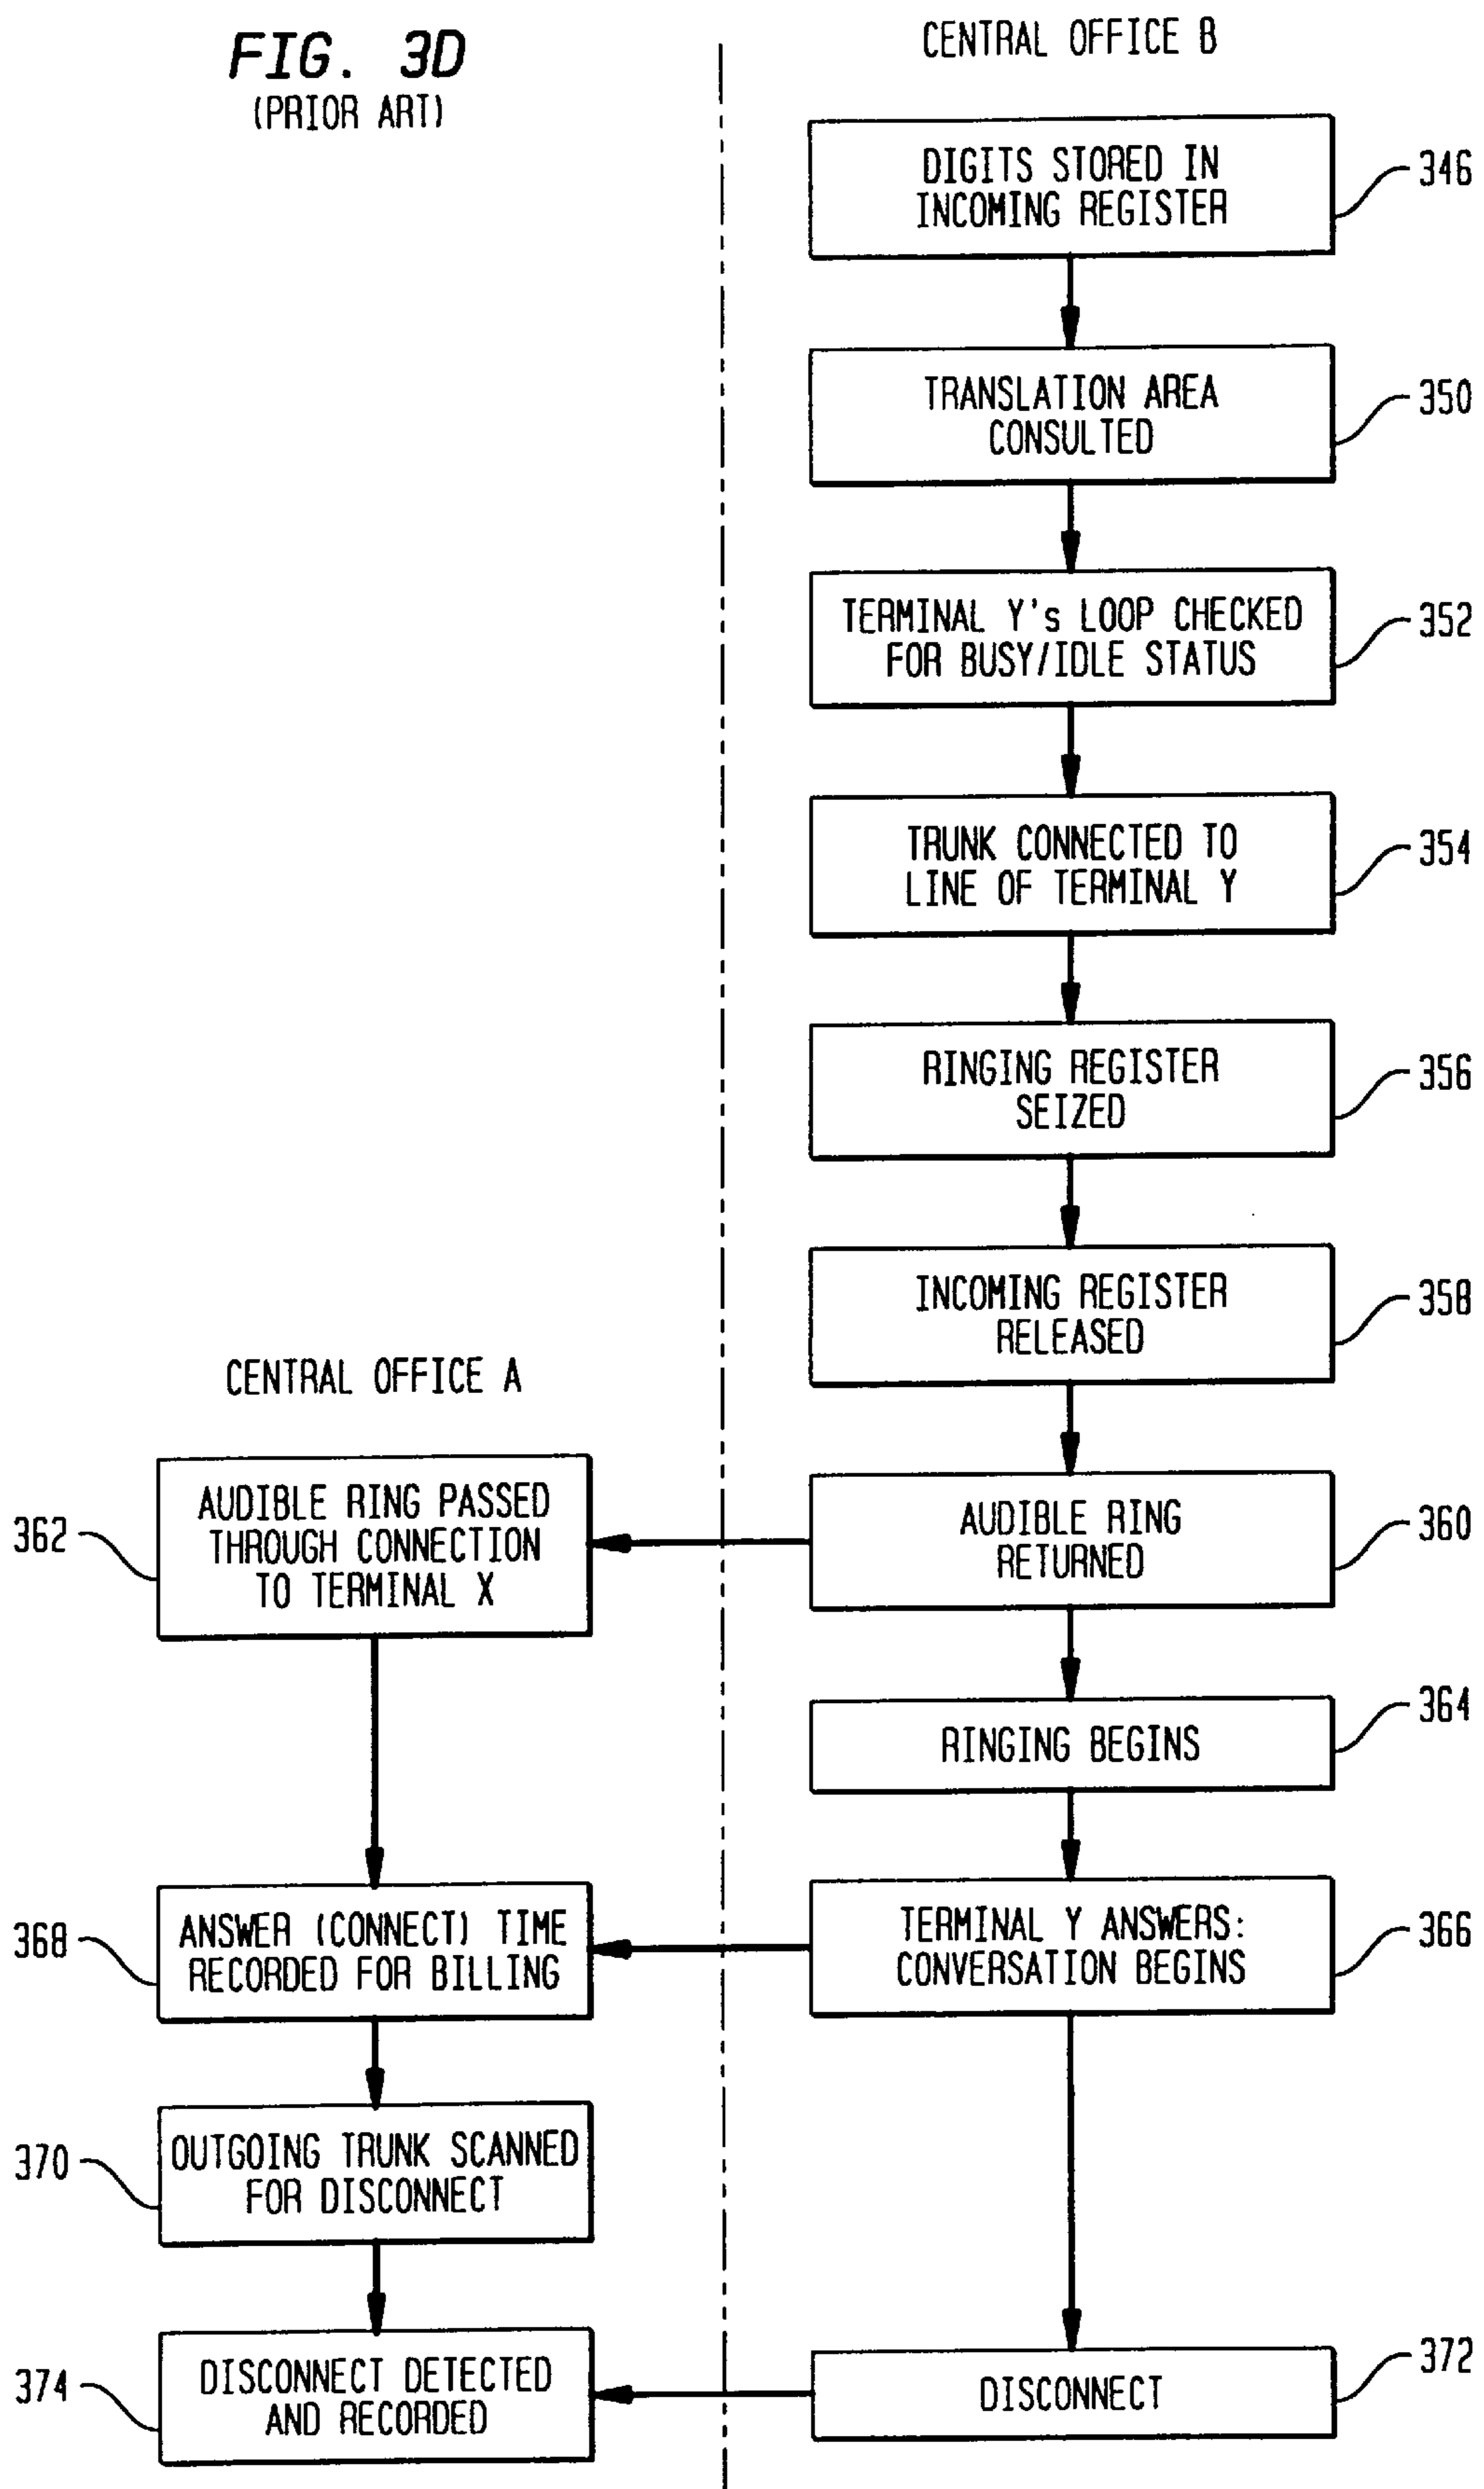 FIG. 3D
(PRIOR ART)
CENTRAL OFFICE B
DIGITS STORED IN
INCOMING REGISTER
346
TRANSLATION AREA
CONSULTED
350
TERMINAL Y's LOOP CHECKED
FOR BUSY/IDLE STATUS
352
TRUNK CONNECTED TO
LINE OF TERMINAL Y
354
RINGING REGISTER
SEIZED
356
INCOMING REGISTER
RELEASED
358
CENTRAL OFFICE A
362
AUDIBLE RING PASSED
THROUGH CONNECTION
TO TERMINAL X
AUDIBLE RING
RETURNED
360
RINGING BEGINS
364
368
ANSWER (CONNECT) TIME
RECORDED FOR BILLING
TERMINAL Y ANSWERS:
CONVERSATION BEGINS
366
370
OUTGOING TRUNK SCANNED
FOR DISCONNECT
374
DISCONNECT DETECTED
AND RECORDED
DISCONNECT
372